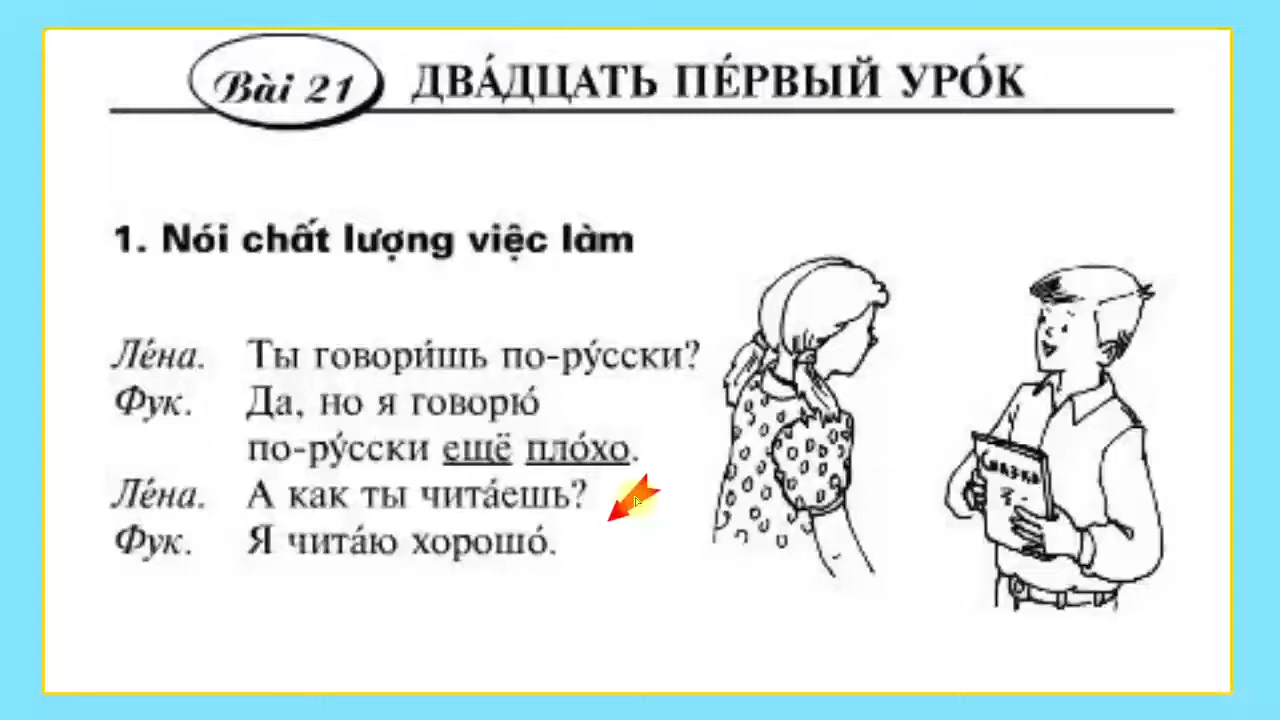 Bài 21 ДВА́ДЦАТЬ ПЕ́РВЫЙ УРО́К
1. Nói chất lượng việc làm
Ле́на. Ты говори́шь по-ру́сски?
Фук. Да, но я говорю́
по-ру́сски ещё пло́хо.
Ле́на. А как ты чита́ешь?
Фук. Я чита́ю хорошо́.
Сказки